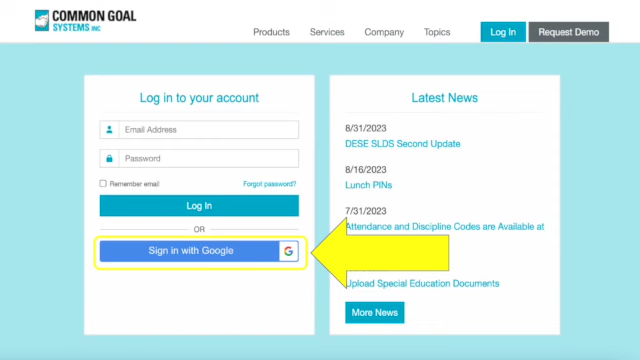 COMMON GOAL
SYSTEMS INC
Products Services Company Topics Log In Request Demo
Log in to your account
Email Address
Password
Remember email Forgot password?
Log In
OR
Sign in with Google
Latest News
8/31/2023
DESE SLDS Second Update
8/16/2023
Lunch PINs
7/31/2023
Attendance and Discipline Codes are Available at
Upload Special Education Documents
More News